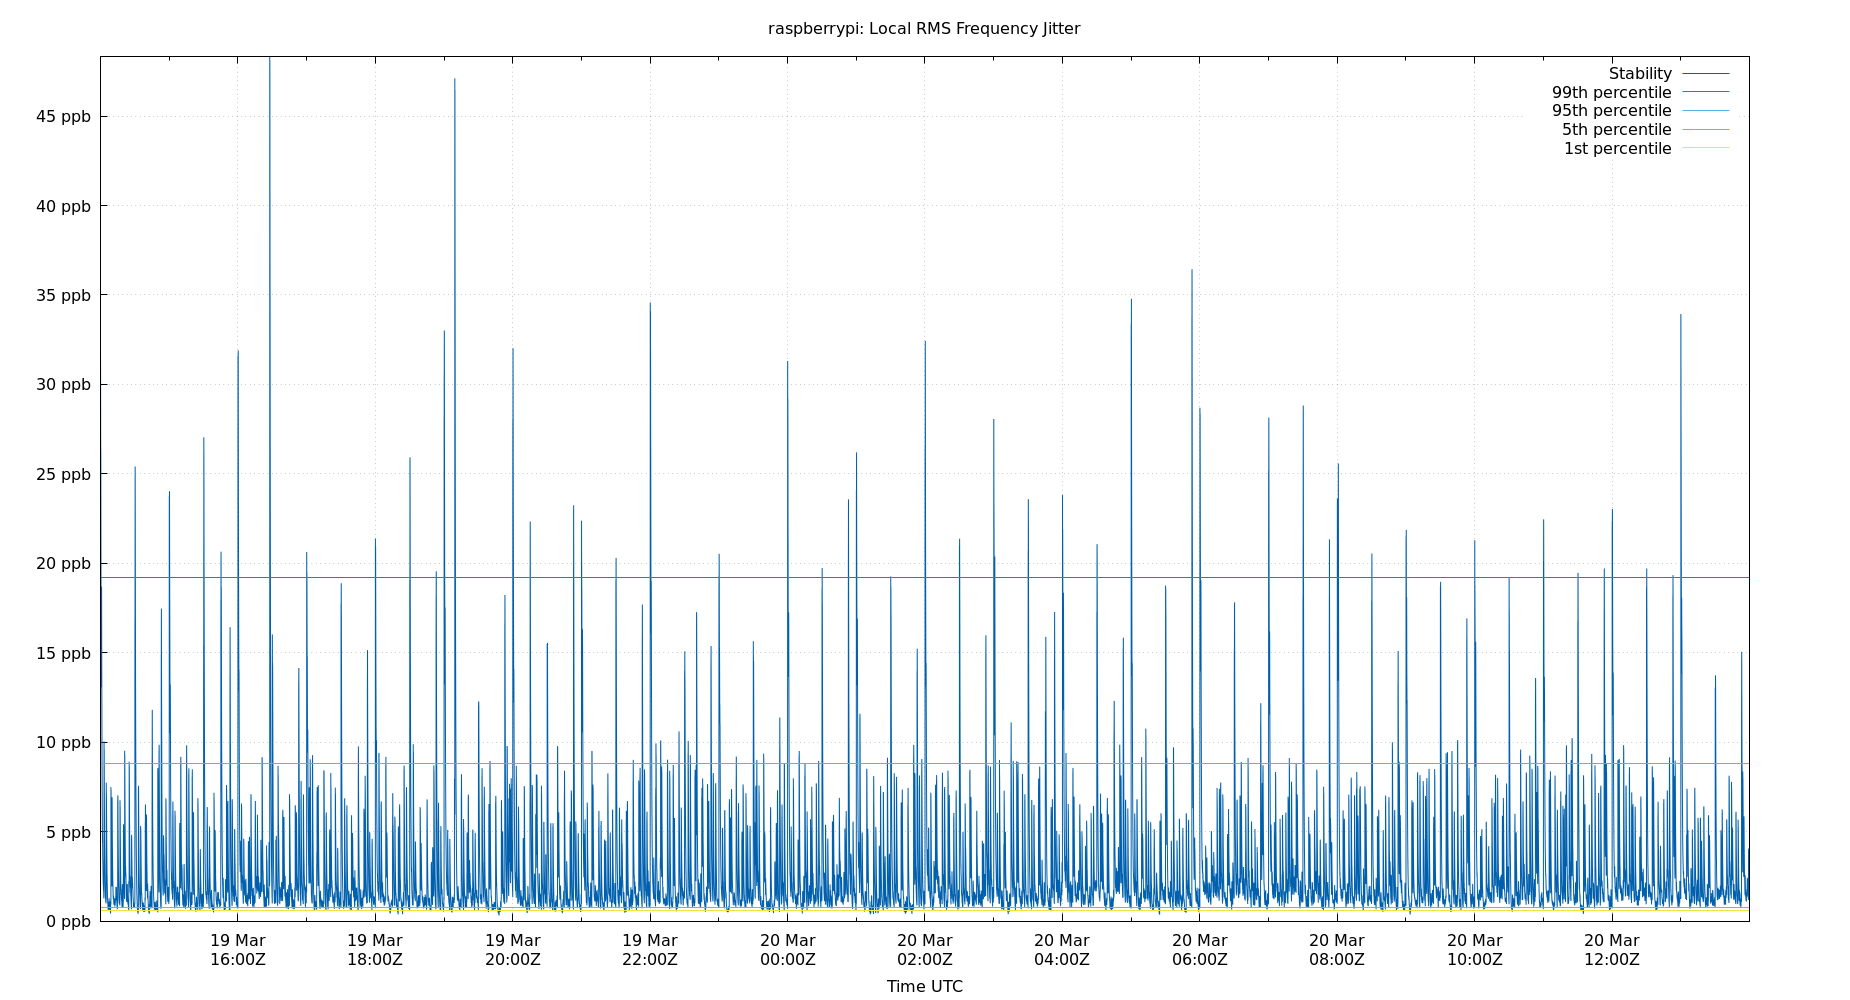 raspberrypi: Local RMS Frequency Jitter
Stability
99th percentile
95th percentile
5th percentile
1st percentile
45 ppb
40 ppb
35 ppb
30 ppb
25 ppb
20 ppb
15 ppb
10 ppb
5 ppb
0 ppb
19 Mar 19 Mar 19 Mar 19 Mar 20 Mar 20 Mar 20 Mar 20 Mar 20 Mar 20 Mar 20 Mar
16:00Z 18:00Z 20:00Z 22:00Z 00:00Z 02:00Z 04:00Z 06:00Z 08:00Z 10:00Z 12:00Z
Time UTC